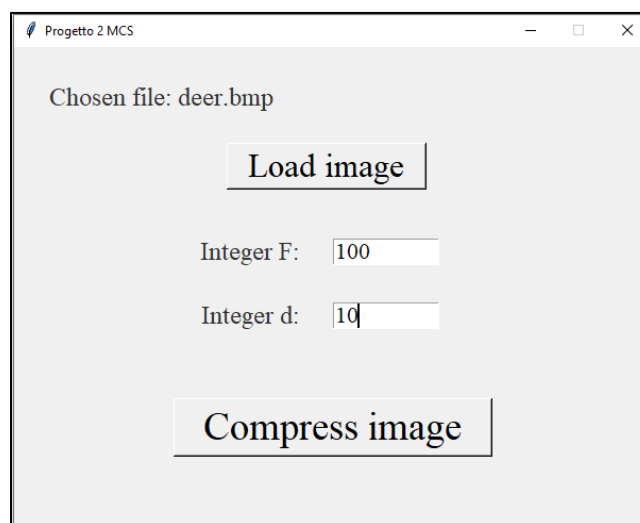 Progetto 2 MCS
Chosen file: deer.bmp
Load image
Integer F: 100
Integer d: 10
Compress image